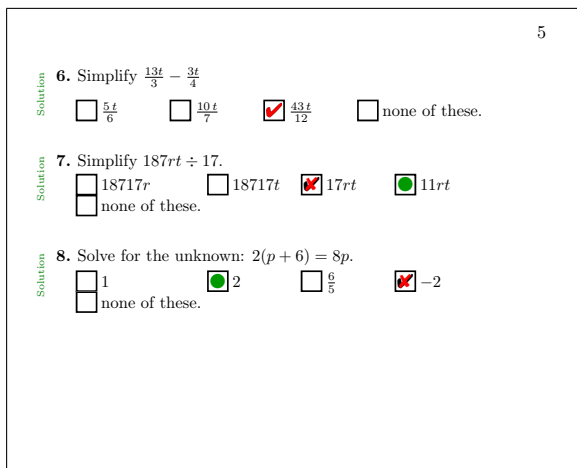 5
Solution
6. Simplify 13t/3 − 3t/4
5t/6 10t/7 43t/12 none of these.
Solution
7. Simplify 187rt ÷ 17.
18717r 18717t 17rt 11rt
none of these.
Solution
8. Solve for the unknown: 2(p + 6) = 8p.
1 2 6/5 −2
none of these.